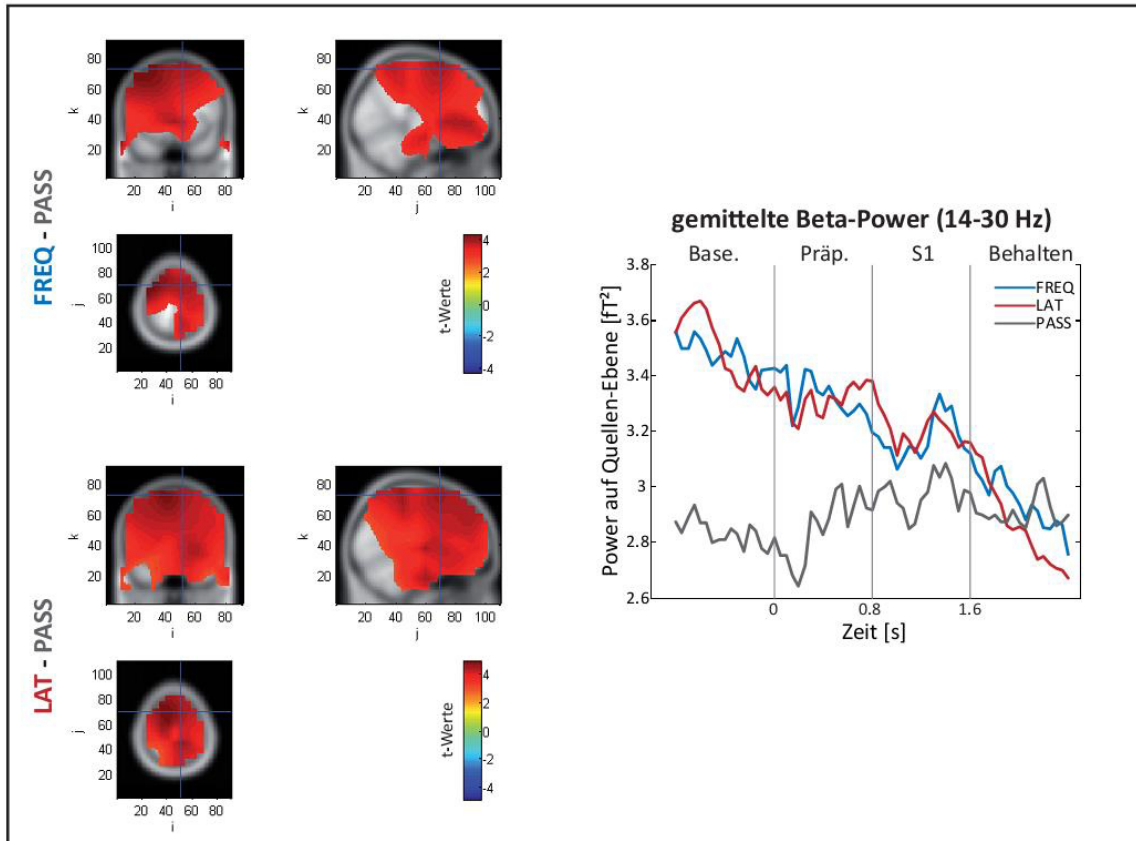 FREQ - PASS
80
60
40
20
k
20 40 60 80
i
80
60
40
20
k
20 40 60 80 100
j
100
80
60
40
20
j
20 40 60 80
i
t-Werte
4
2
0
-2
-4
LAT - PASS
80
60
40
20
k
20 40 60 80
i
80
60
40
20
k
20 40 60 80 100
j
100
80
60
40
20
j
20 40 60 80
i
t-Werte
4
2
0
-2
-4
gemittelte Beta-Power (14-30 Hz)
Base. Präp. S1 Behalten
FREQ
LAT
PASS
Power auf Quellen-Ebene [fT²]
3.8
3.6
3.4
3.2
3
2.8
2.6
0 0.8 1.6
Zeit [s]